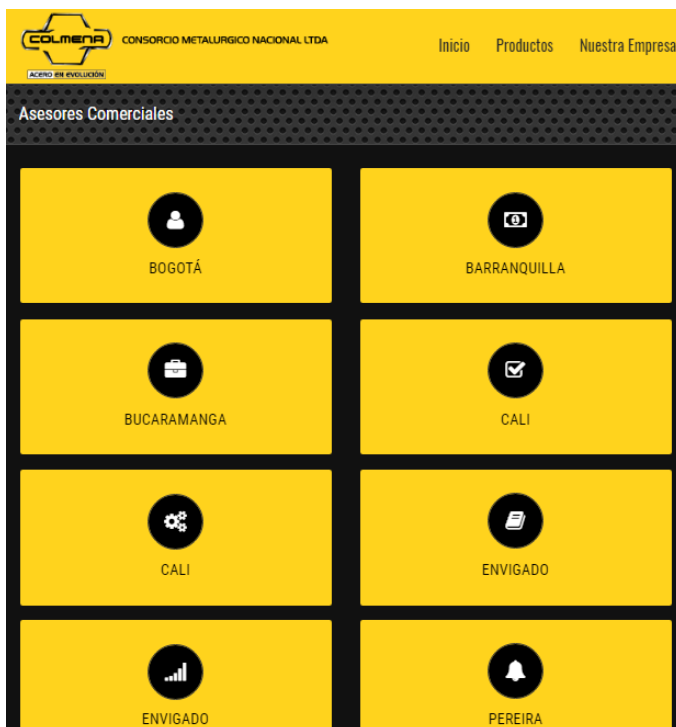 COLMENA
CONSORCIO METALURGICO NACIONAL LTDA
ACERO EN EVOLUCIÓN
Inicio Productos Nuestra Empresa
Asesores Comerciales
BOGOTÁ
BARRANQUILLA
BUCARAMANGA
CALI
CALI
ENVIGADO
ENVIGADO
PEREIRA